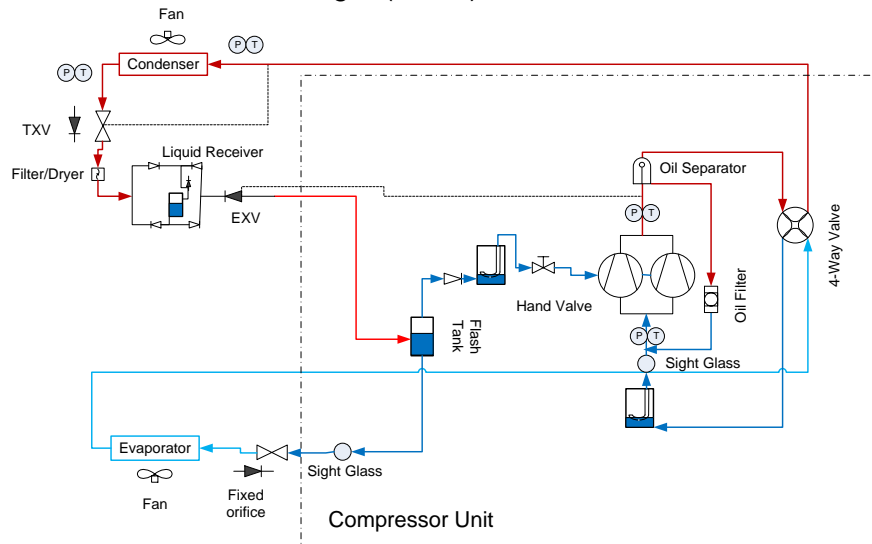 Fan
P T
P T
Condenser
TXV
Liquid Receiver
Filter/Dryer
Oil Separator
EXV
P T
4-Way Valve
Hand Valve
Oil Filter
Flash
Tank
P T
Sight Glass
Evaporator
Sight Glass
Fan
Fixed
orifice
Compressor Unit